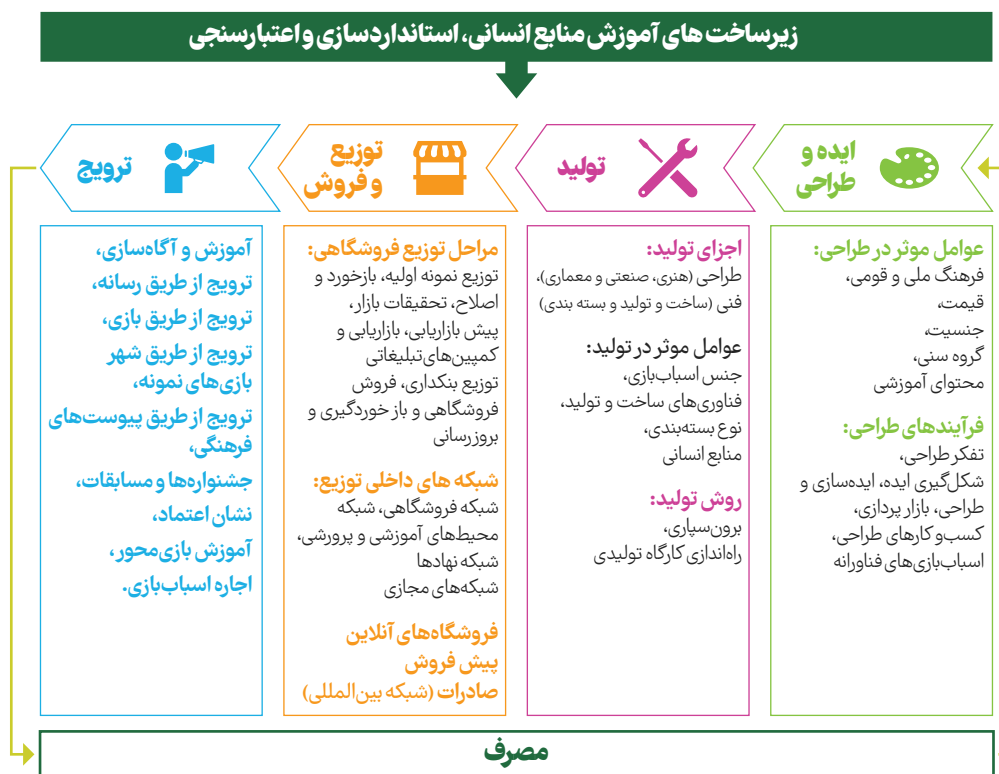 زیرساخت های آموزش منابع انسانی، استانداردسازی و اعتبارسنجی
ایده و
طراحی
عوامل موثر در طراحی:
فرهنگ ملی و قومی،
قیمت،
جنسیت،
گروه سنی،
محتوای آموزشی
فرآیندهای طراحی:
تفکر طراحی،
شکل‌گیری ایده، ایده‌سازی و
طراحی، بازار پردازی،
کسب‌و کارهای طراحی،
اسباب‌بازی‌های فناورانه
تولید
اجزای تولید:
طراحی (هنری، صنعتی و معماری)،
فنی (ساخت و تولید و بسته بندی)
عوامل موثر در تولید:
جنس اسباب‌بازی،
فناوری‌های ساخت و تولید،
نوع بسته‌بندی،
منابع انسانی
روش تولید:
برون‌سپاری،
راه‌اندازی کارگاه تولیدی
توزیع
و فروش
مراحل توزیع فروشگاهی:
توزیع نمونه اولیه، بازخورد و
اصلاح، تحقیقات بازار،
پیش بازاریابی، بازاریابی و
کمپین‌های تبلیغاتی
توزیع بنکداری، فروش
فروشگاهی و باز خوردگیری و
بروزرسانی
شبکه های داخلی توزیع:
شبکه فروشگاهی، شبکه
محیط‌های آموزشی و پرورشی،
شبکه نهادها
شبکه‌های مجازی
فروشگاه‌های آنلاین
پیش فروش
صادرات (شبکه بین‌المللی)
ترویج
آموزش و آگاه‌سازی،
ترویج از طریق رسانه،
ترویج از طریق بازی،
ترویج از طریق شهر
بازی‌های نمونه،
ترویج از طریق پیوست‌های
فرهنگی،
جشنواره‌ها و مسابقات،
نشان اعتماد،
آموزش بازی‌محور،
اجاره اسباب‌بازی.
مصرف